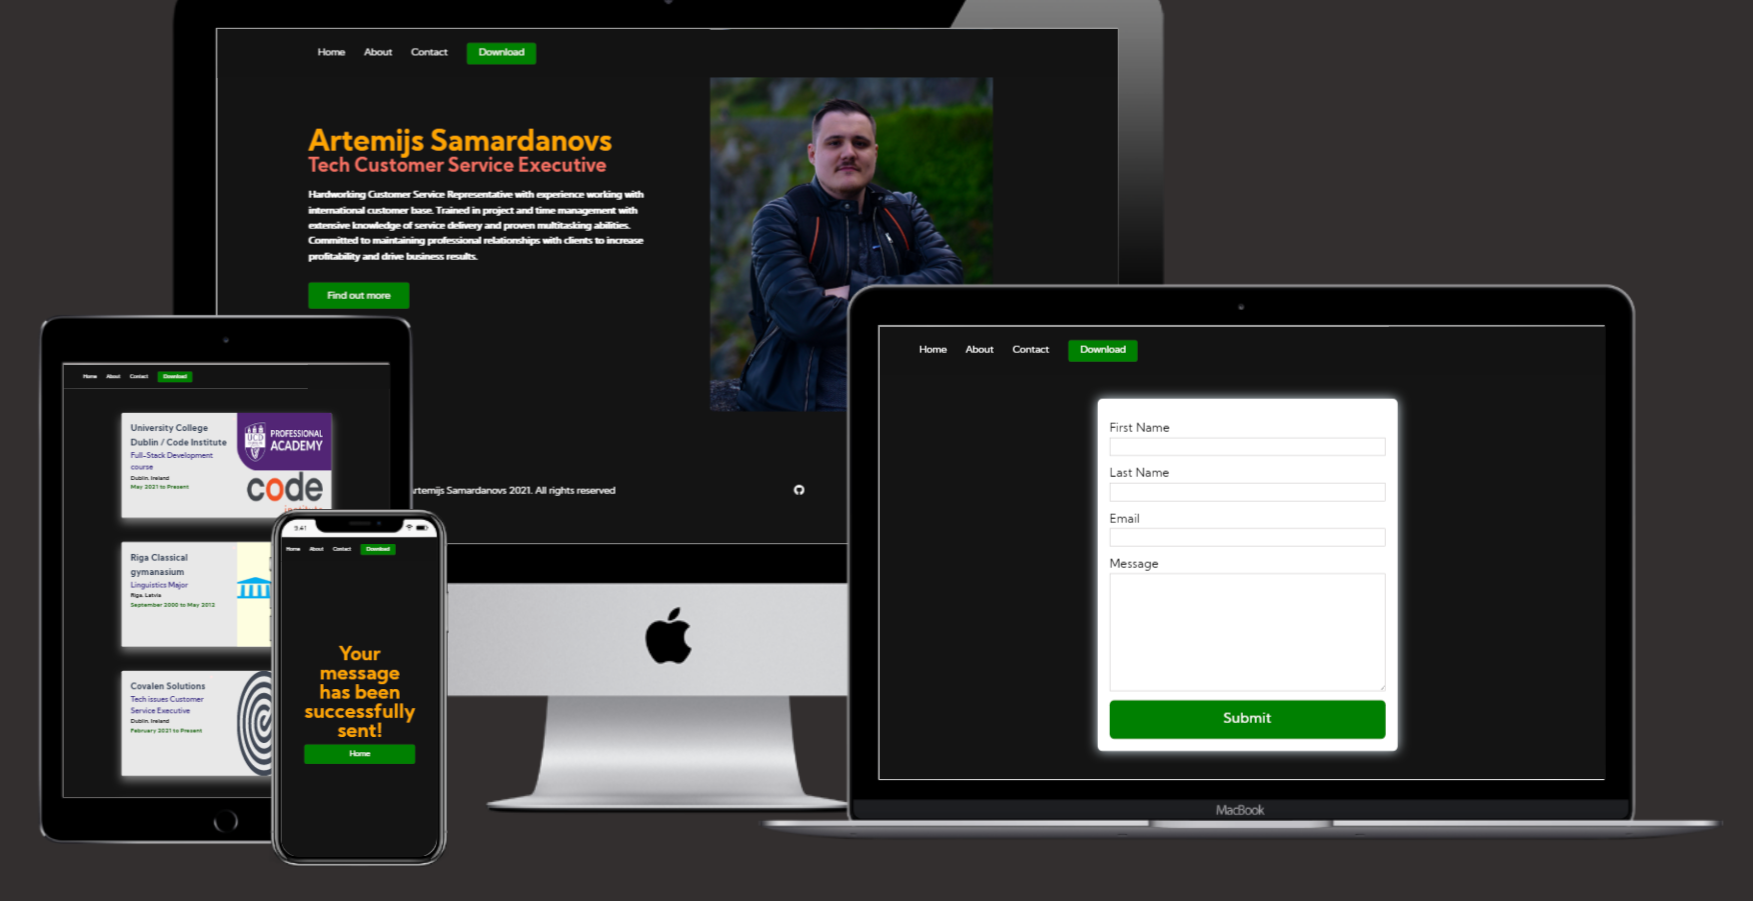 Home About Contact Download
Artemijs Samardanovs
Tech Customer Service Executive
Hardworking Customer Service Representative with experience working with
international customer base. Trained in project and time management with
extensive knowledge of service delivery and proven multitasking abilities.
Committed to maintaining professional relationships with clients to increase
profitability and drive business results.
Find out more
Artemijs Samardanovs 2021. All rights reserved
Home About Contact Download
University College
Dublin / Code Institute
Full-Stack Development
course
Dublin, Ireland
May 2021 to Present
UCD
PROFESSIONAL
ACADEMY
code
institute
Riga Classical
gymanasium
Linguistics Major
Riga, Latvia
September 2000 to May 2012
Covalen Solutions
Tech issues Customer
Service Executive
Dublin, Ireland
February 2021 to Present
9:41
Home About Contact Download
Your
message
has been
successfully
sent!
Home
Home About Contact Download
First Name
Last Name
Email
Message
Submit
MacBook